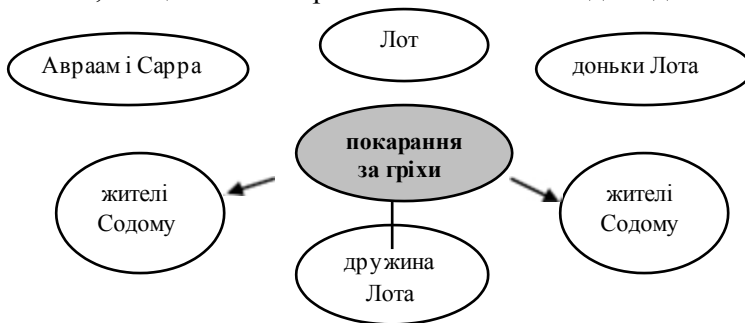 Лот
Авраам і Сарра
доньки Лота
покарання
за гріхи
жителі
Содому
жителі
Содому
дружина
Лота